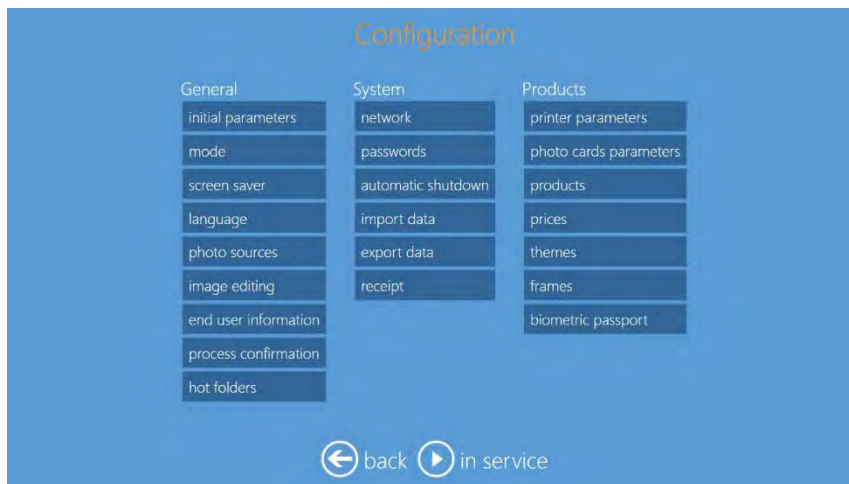 Configuration
General
initial parameters
mode
screen saver
language
photo sources
image editing
end user information
process confirmation
hot folders
System
network
passwords
automatic shutdown
import data
export data
receipt
Products
printer parameters
photo cards parameters
products
prices
themes
frames
biometric passport
back in service